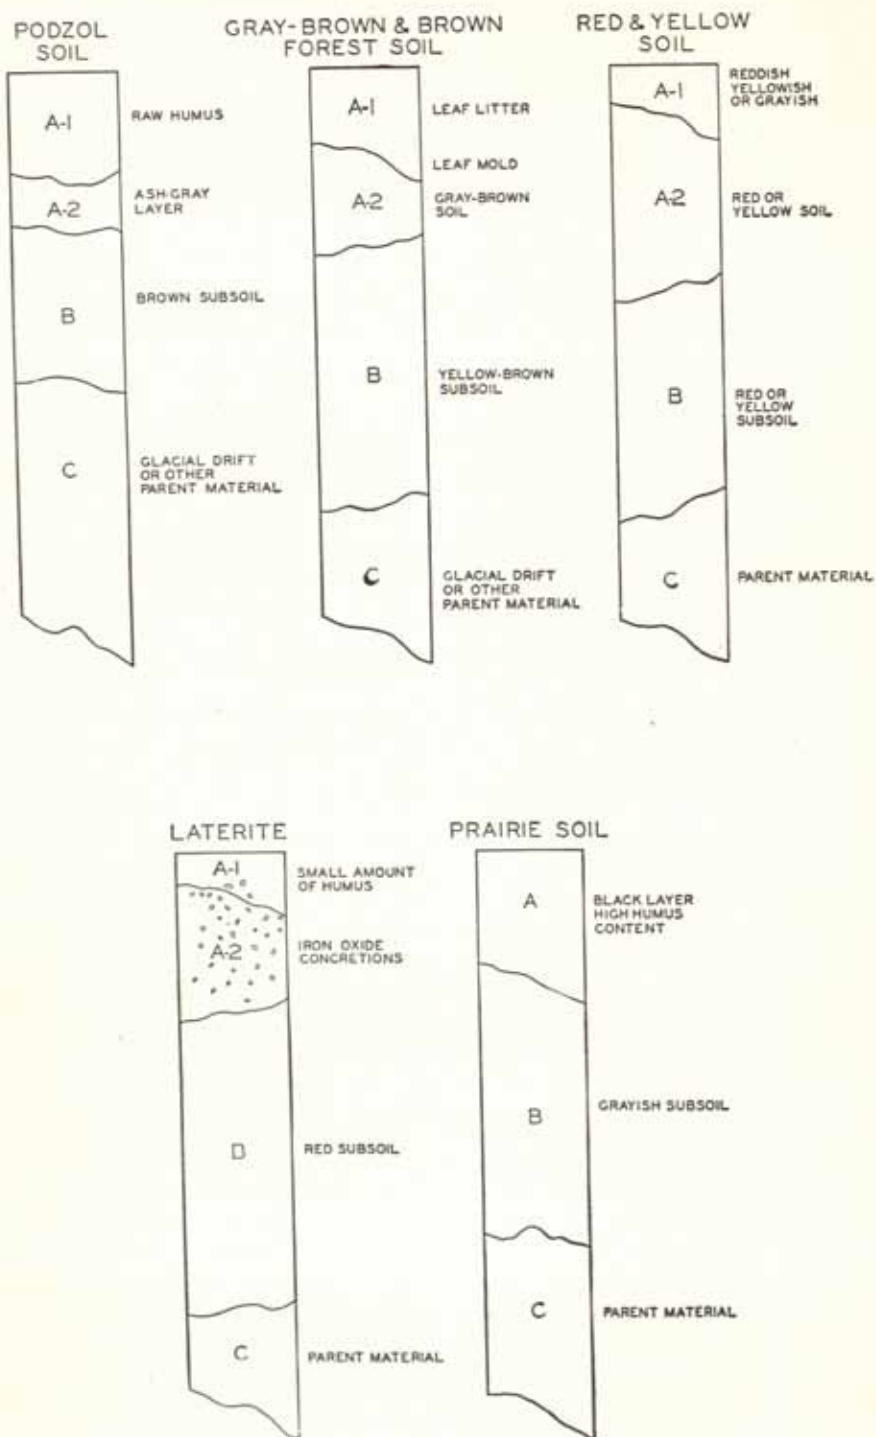 PODZOL
SOIL
A-1
RAW HUMUS
A-2
ASH-GRAY
LAYER
B
BROWN SUBSOIL
C
GLACIAL DRIFT
OR OTHER
PARENT MATERIAL
GRAY-BROWN & BROWN
FOREST SOIL
A-1
LEAF LITTER
LEAF MOLD
A-2
GRAY-BROWN
SOIL
B
YELLOW-BROWN
SUBSOIL
C
GLACIAL DRIFT
OR OTHER
PARENT MATERIAL
RED & YELLOW
SOIL
A-1
REDDISH
YELLOWISH
OR GRAYISH
A-2
RED OR
YELLOW SOIL
B
RED OR
YELLOW
SUBSOIL
C
PARENT MATERIAL
LATERITE
A-1
SMALL AMOUNT
OF HUMUS
A-2
IRON OXIDE
CONCRETIONS
B
RED SUBSOIL
C
PARENT MATERIAL
PRAIRIE SOIL
A
BLACK LAYER
HIGH HUMUS
CONTENT
B
GRAYISH SUBSOIL
C
PARENT MATERIAL